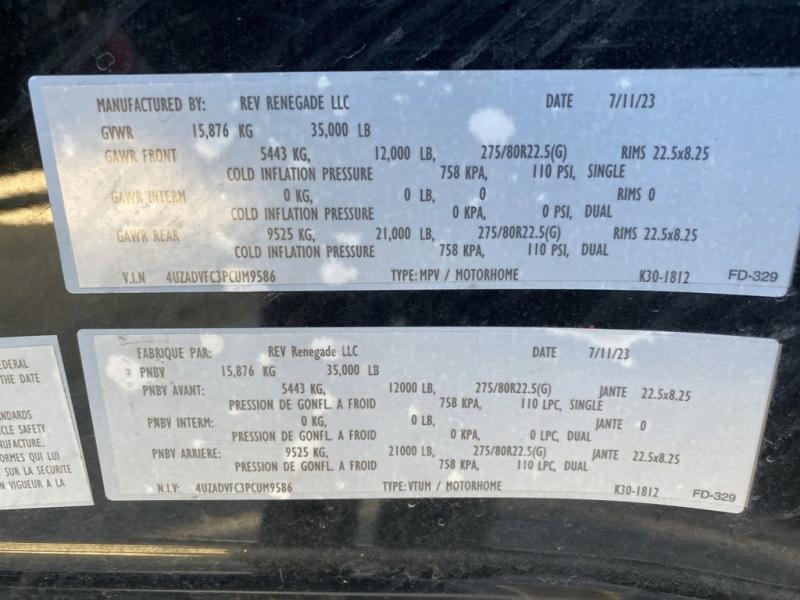 MANUFACTURED BY: REV RENEGADE LLC DATE 7/11/23
GVWR 15,876 KG 35,000 LB
GAWR FRONT 5443 KG, 12,000 LB, 275/80R22.5(G) RIMS 22.5x8.25
COLD INFLATION PRESSURE 758 KPA, 110 PSI, SINGLE
GAWR INTERM 0 KG, 0 LB, 0 RIMS 0
COLD INFLATION PRESSURE 0 KPA, 0 PSI, DUAL
GAWR REAR 9525 KG, 21,000 LB, 275/80R22.5(G) RIMS 22.5x8.25
COLD INFLATION PRESSURE 758 KPA, 110 PSI, DUAL
V.I.N 4UZADVFC3PCUM9586 TYPE: MPV / MOTORHOME K30-1812 FD-329
FABRIQUE PAR: REV Renegade LLC DATE 7/11/23
PNBV 15,876 KG 35,000 LB
PNBV AVANT: 5443 KG, 12000 LB, 275/80R22.5(G) JANTE 22.5x8.25
PRESSION DE GONFL. A FROID 758 KPA, 110 LPC, SINGLE
PNBV INTERM: 0 KG, 0 LB, JANTE 0
PRESSION DE GONFL. A FROID 0 KPA, 0 LPC, DUAL
PNBV ARRIERE: 9525 KG, 21000 LB, 275/80R22.5(G) JANTE 22.5x8.25
PRESSION DE GONFL. A FROID 758 KPA, 110 LPC, DUAL
N.I.V: 4UZADVFC3PCUM9586 TYPE: VTUM / MOTORHOME K30-1812 FD-329
THE DATE
SUR LA SECURITE
EN VIGUEUR A LA